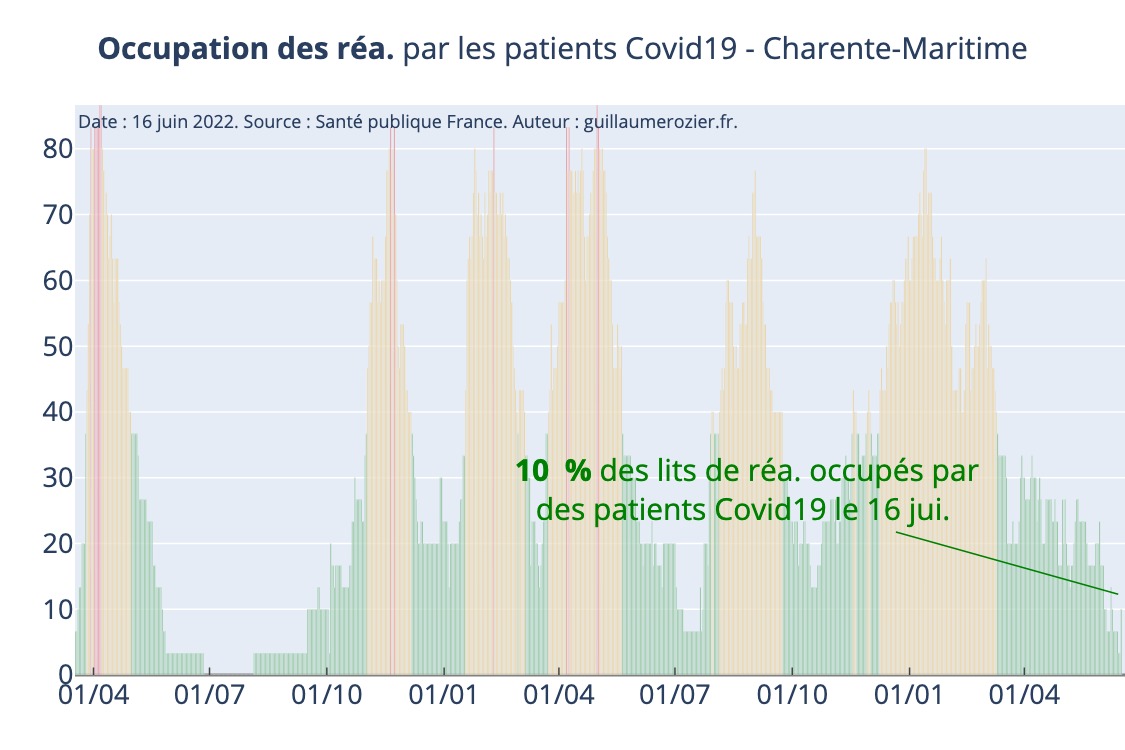 Occupation des réa. par les patients Covid19 - Charente-Maritime
Date : 16 juin 2022. Source : Santé publique France. Auteur : guillaumerozier.fr.
80
70
60
50
40
30
20
10
0
10 % des lits de réa. occupés par
des patients Covid19 le 16 jui.
01/04 01/07 01/10 01/01 01/04 01/07 01/10 01/01 01/04